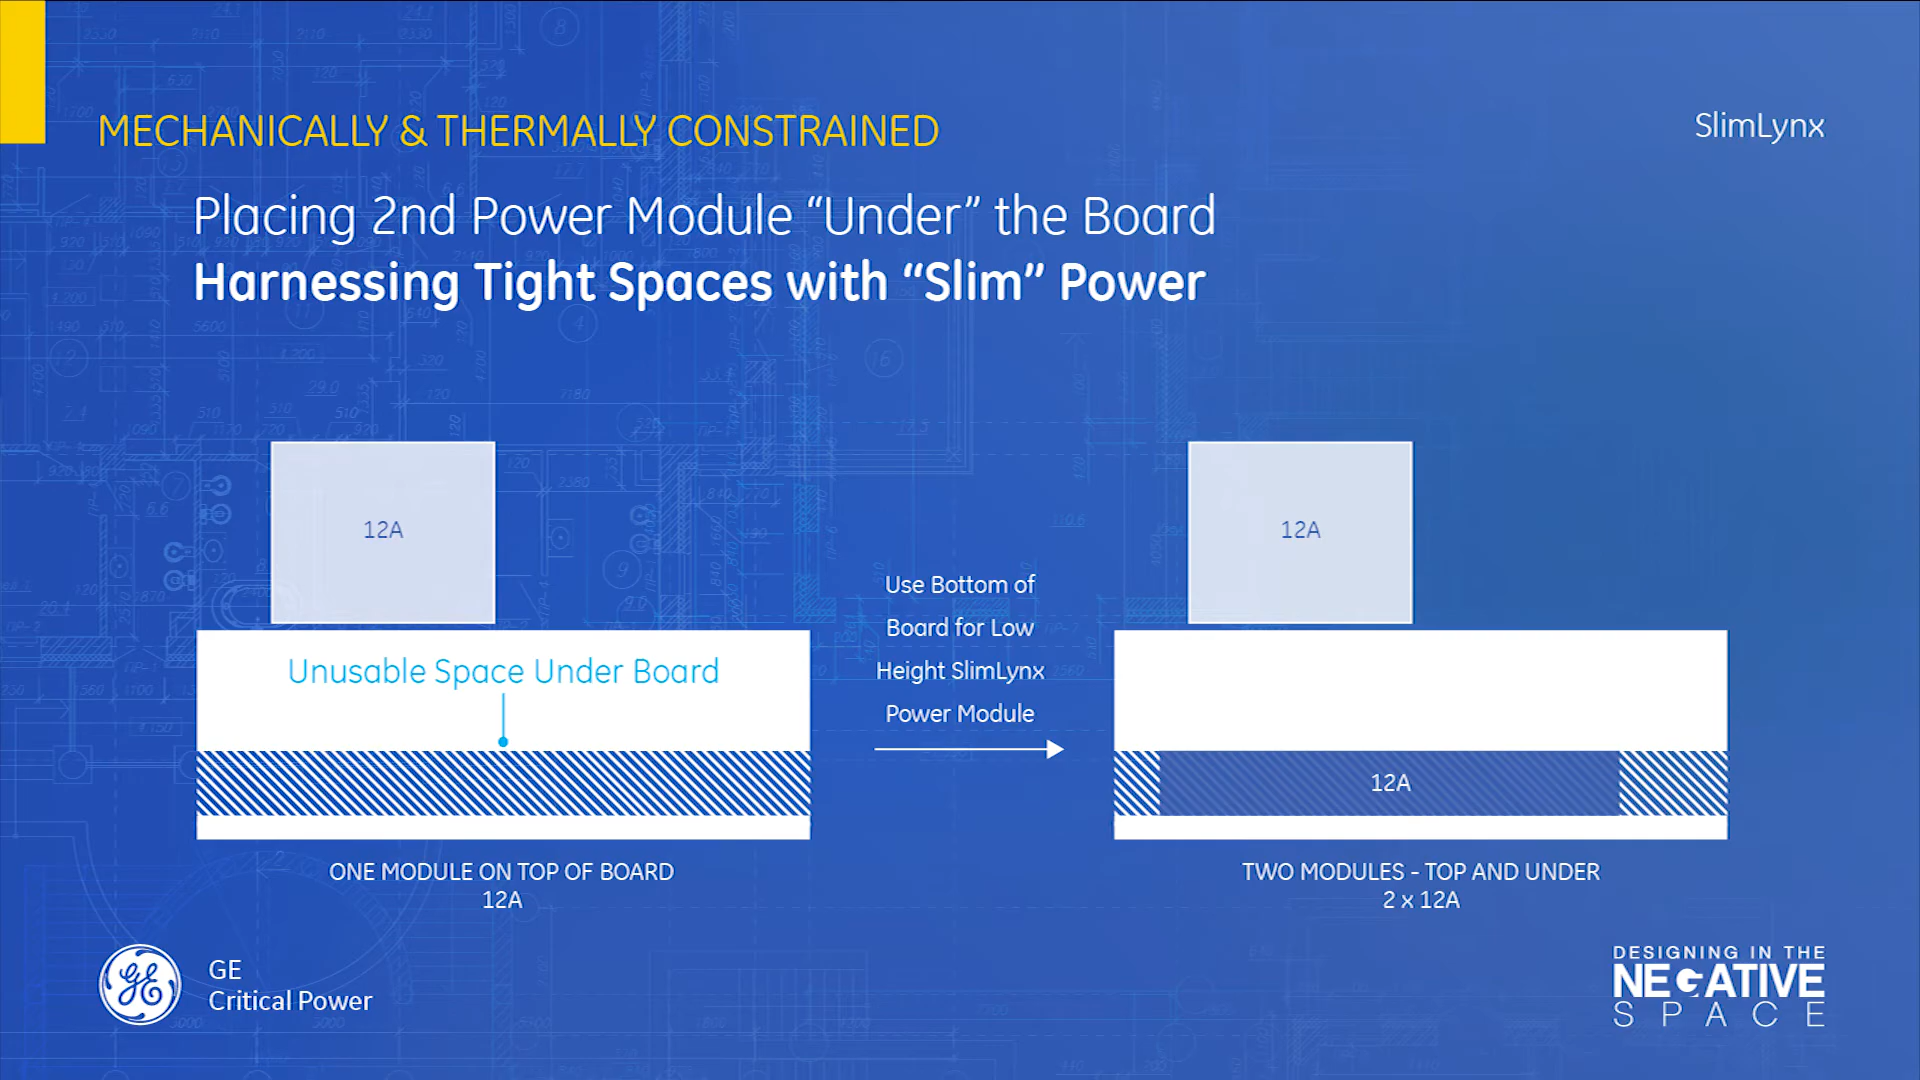 MECHANICALLY & THERMALLY CONSTRAINED
SlimLynx
Placing 2nd Power Module “Under” the Board
Harnessing Tight Spaces with “Slim” Power
12A
Unusable Space Under Board
ONE MODULE ON TOP OF BOARD
12A
Use Bottom of
Board for Low
Height SlimLynx
Power Module
12A
12A
TWO MODULES - TOP AND UNDER
2 x 12A
GE
GE
Critical Power
DESIGNING IN THE
NEGATIVE
SPACE